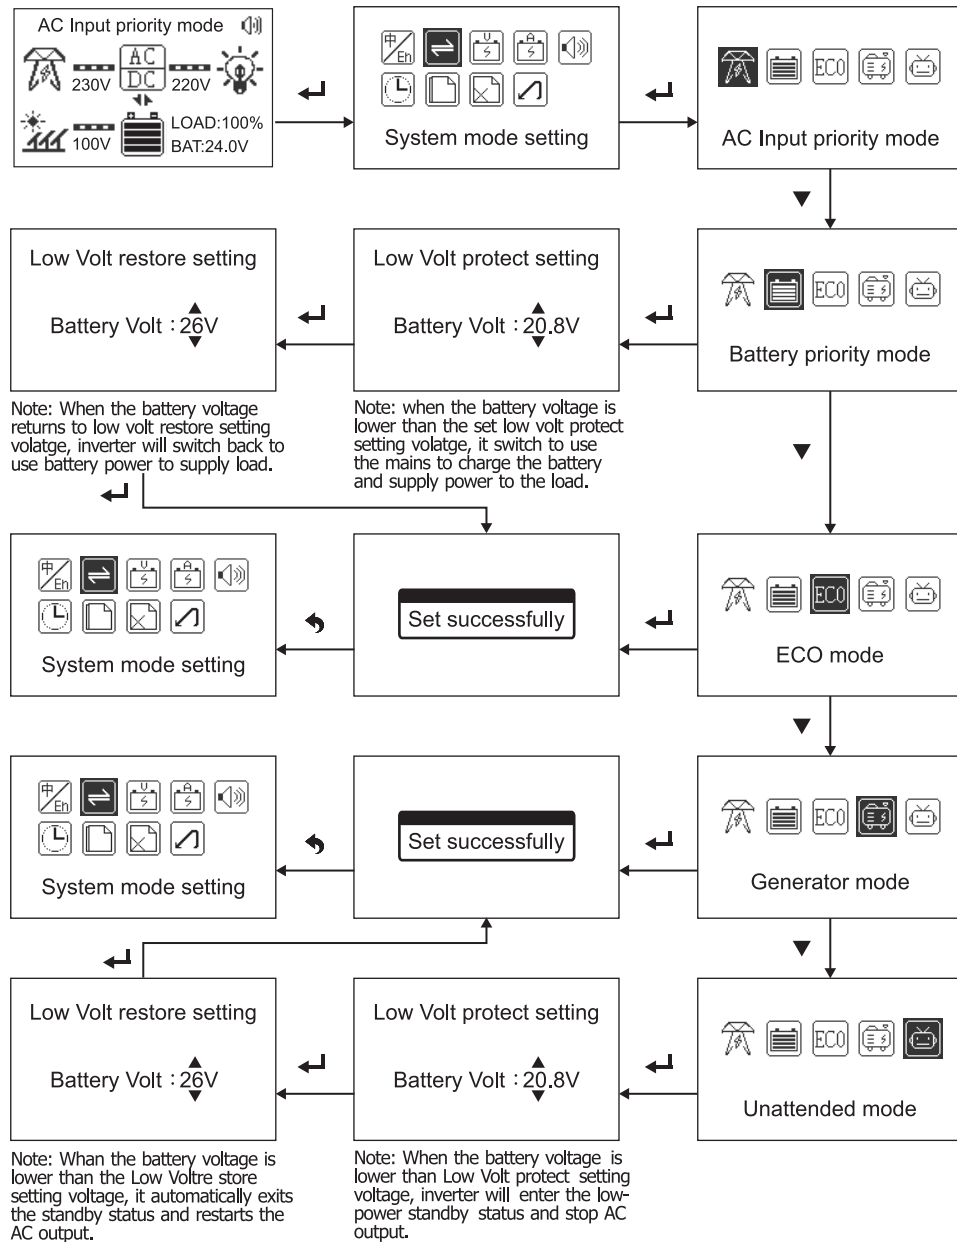 AC Input priority mode
AC
DC
230V
220V
100V
LOAD:100%
BAT:24.0V
中/En
U
A
System mode setting
ECO
AC Input priority mode
Low Volt restore setting
Battery Volt : 26V
Note: When the battery voltage
returns to low volt restore setting
volatge, inverter will switch back to
use battery power to supply load.
Low Volt protect setting
Battery Volt : 20.8V
Note: when the battery voltage is
lower than the set low volt protect
setting volatge, it switch to use
the mains to charge the battery
and supply power to the load.
ECO
Battery priority mode
中/En
U
A
System mode setting
Set successfully
ECO
ECO mode
中/En
U
A
System mode setting
Set successfully
ECO
Generator mode
Low Volt restore setting
Battery Volt : 26V
Note: Whan the battery voltage is
lower than the Low Voltre store
setting voltage, it automatically exits
the standby status and restarts the
AC output.
Low Volt protect setting
Battery Volt : 20.8V
Note: When the battery voltage is
lower than Low Volt protect setting
voltage, inverter will enter the low-
power standby status and stop AC
output.
ECO
Unattended mode